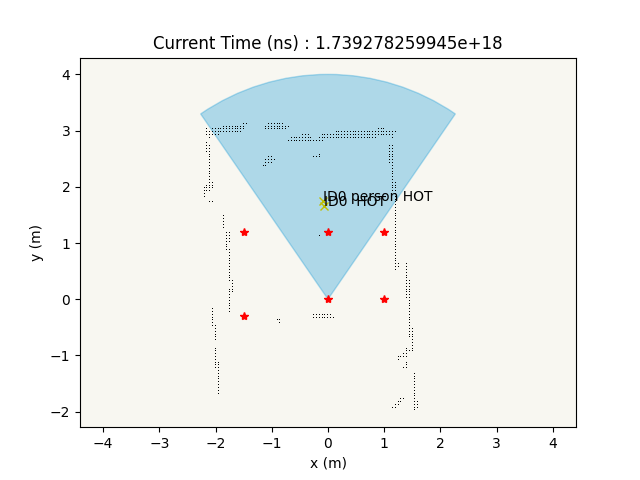 Current Time (ns) : 1.739278259945e+18
y (m)
4
3
2
1
0
−1
−2
ID0 person HOT
ID0 HOT
−4 −3 −2 −1 0 1 2 3 4
x (m)